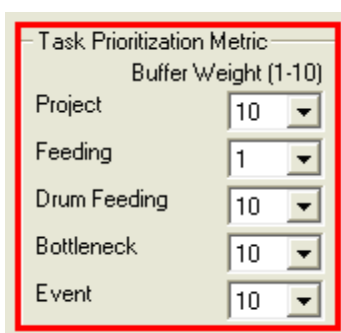 Task Prioritization Metric
Buffer Weight (1-10)
Project 10
Feeding 1
Drum Feeding 10
Bottleneck 10
Event 10